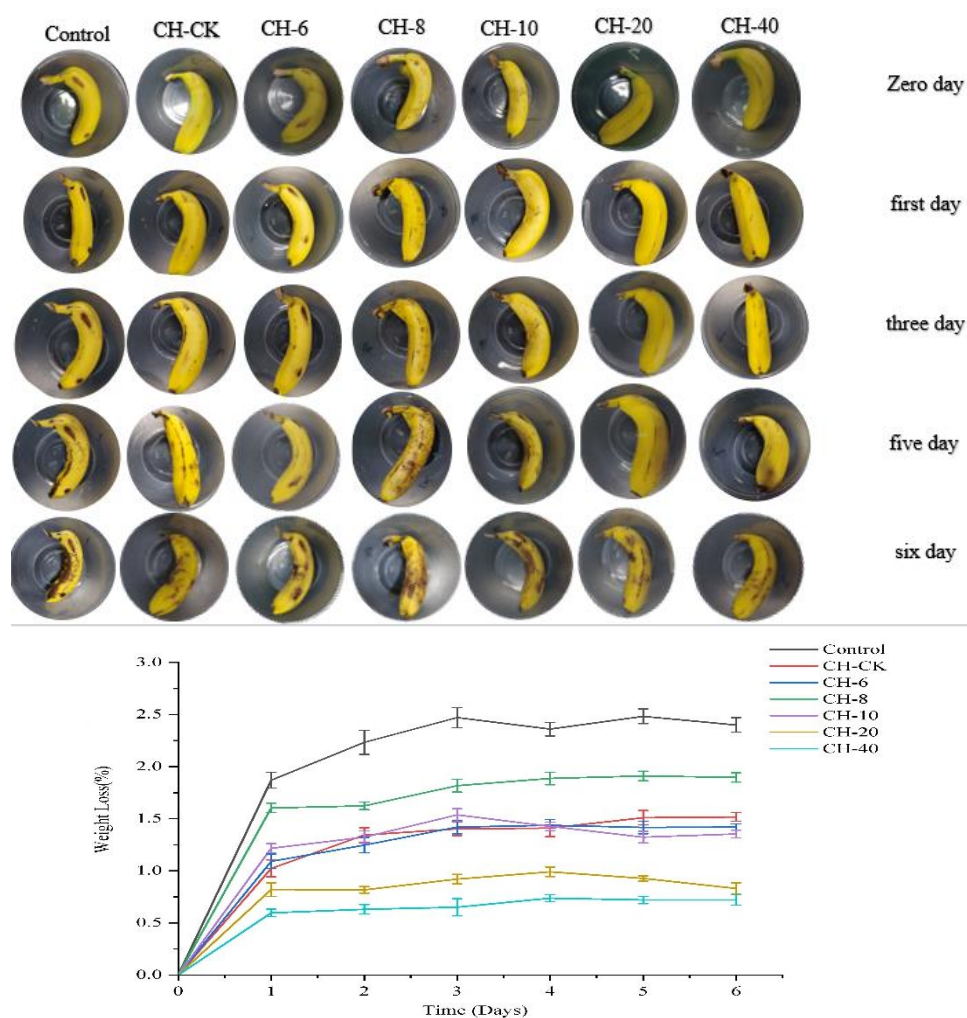 Control CH-CK CH-6 CH-8 CH-10 CH-20 CH-40
Zero day
first day
three day
five day
six day
3.0
2.5
2.0
1.5
1.0
0.5
0.0
Weight Loss(%)
0 1 2 3 4 5 6
Time (Days)
Control
CH-CK
CH-6
CH-8
CH-10
CH-20
CH-40